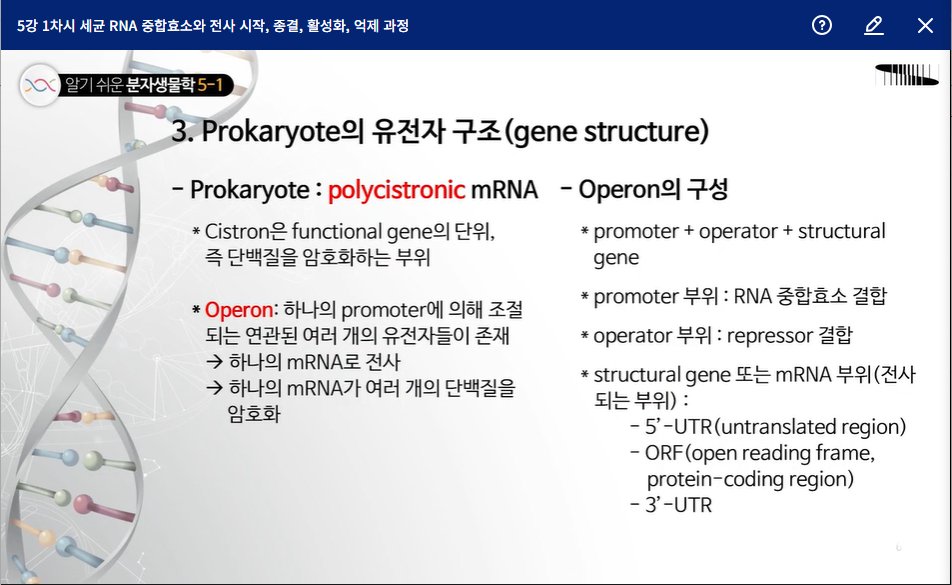 5강 1차시 세균 RNA 중합효소와 전사 시작, 종결, 활성화, 억제 과정
알기 쉬운 분자생물학 5-1
3. Prokaryote의 유전자 구조(gene structure)
- Prokaryote : polycistronic mRNA
* Cistron은 functional gene의 단위,
즉 단백질을 암호화하는 부위
* Operon: 하나의 promoter에 의해 조절
되는 연관된 여러 개의 유전자들이 존재
→ 하나의 mRNA로 전사
→ 하나의 mRNA가 여러 개의 단백질을
암호화
- Operon의 구성
* promoter + operator + structural
gene
* promoter 부위 : RNA 중합효소 결합
* operator 부위 : repressor 결합
* structural gene 또는 mRNA 부위(전사
되는 부위) :
- 5’-UTR(untranslated region)
- ORF(open reading frame,
protein-coding region)
- 3’-UTR